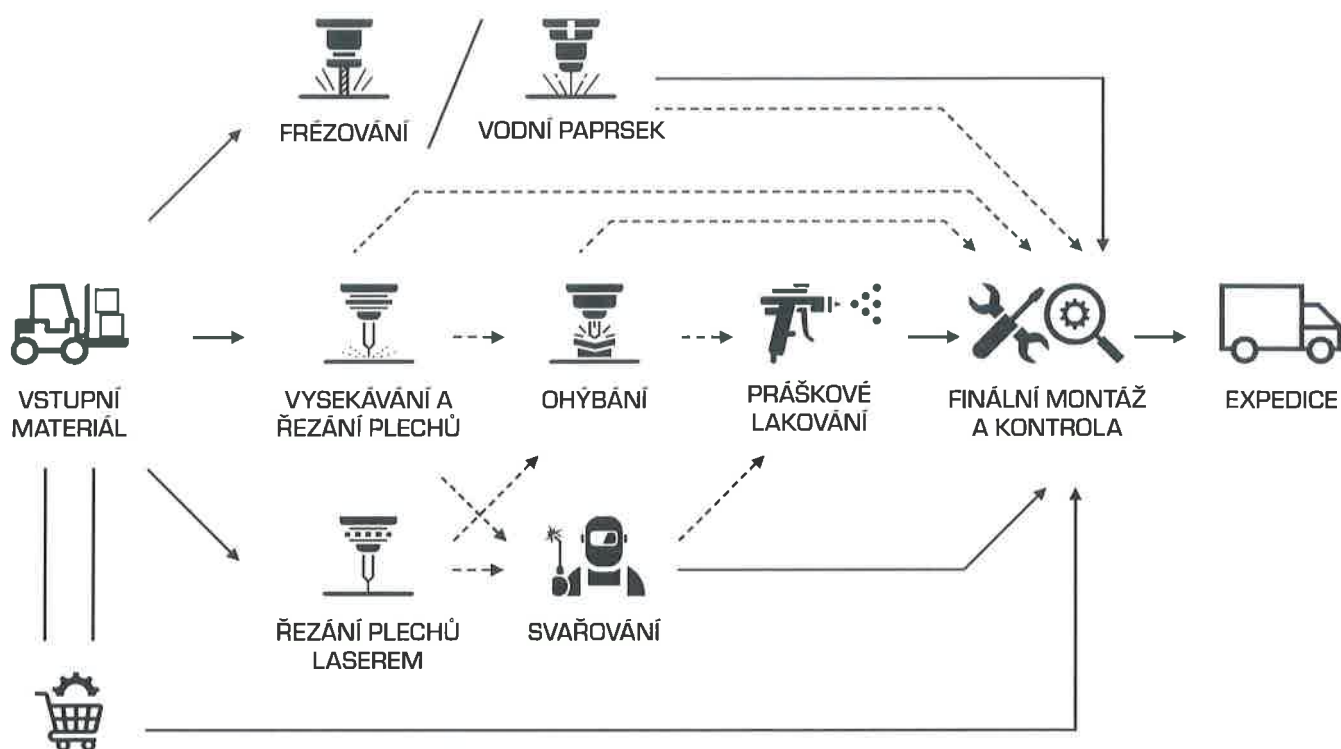 FRÉZOVÁNÍ
VODNÍ PAPRSEK
VSTUPNÍ
MATERIÁL
VYSEKÁVÁNÍ A
ŘEZÁNÍ PLECHŮ
OHÝBÁNÍ
PRÁŠKOVÉ
LAKOVÁNÍ
FINÁLNÍ MONTÁŽ
A KONTROLA
EXPEDICE
ŘEZÁNÍ PLECHŮ
LASEREM
SVAŘOVÁNÍ